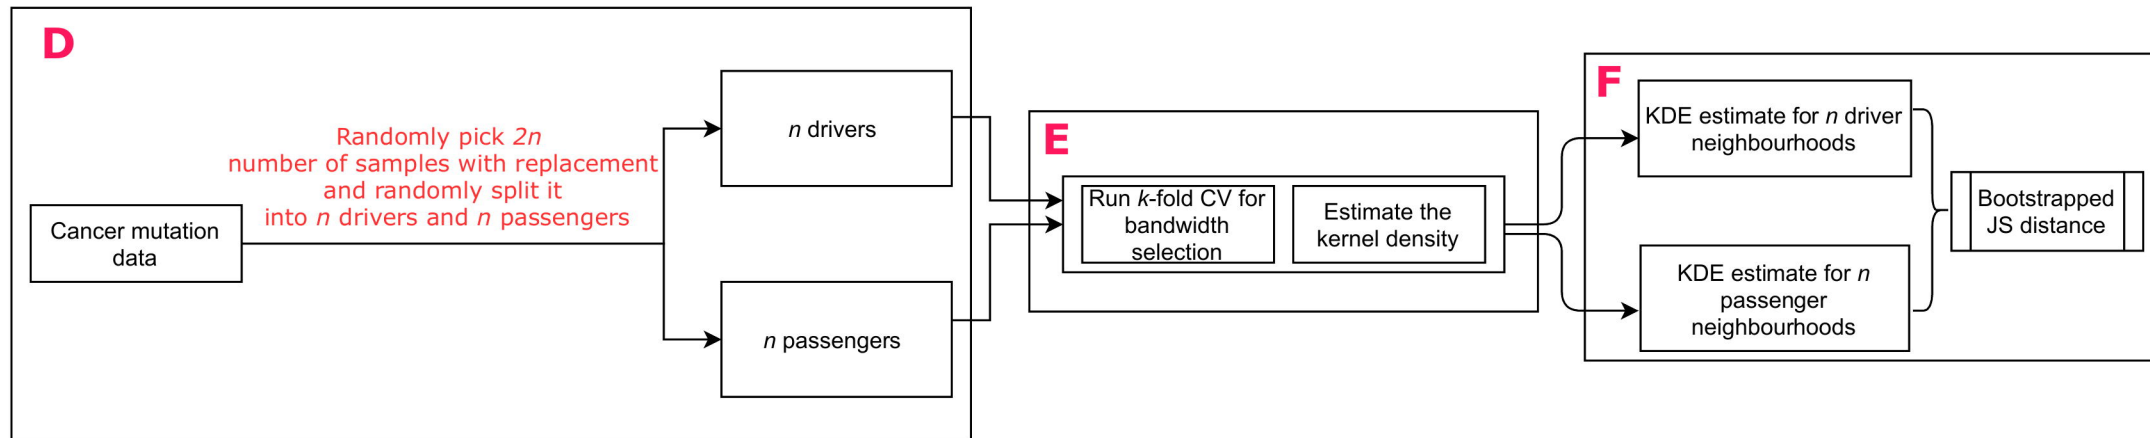 D
Randomly pick 2n
number of samples with replacement
and randomly split it
into n drivers and n passengers
Cancer mutation
data
n drivers
n passengers
E
Run k-fold CV for
bandwidth
selection
Estimate the
kernel density
F
KDE estimate for n driver
neighbourhoods
KDE estimate for n
passenger
neighbourhoods
Bootstrapped
JS distance